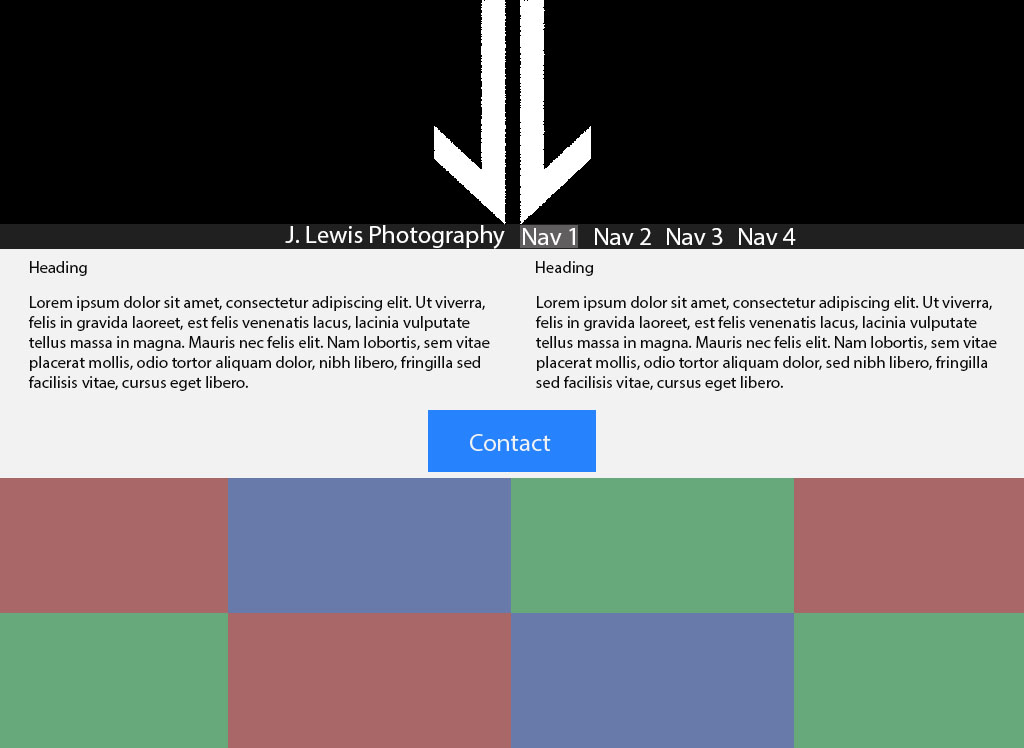 J. Lewis Photography Nav 1 Nav 2 Nav 3 Nav 4
Heading
Lorem ipsum dolor sit amet, consectetur adipiscing elit. Ut viverra,
felis in gravida laoreet, est felis venenatis lacus, lacinia vulputate
tellus massa in magna. Mauris nec felis elit. Nam lobortis, sem vitae
placerat mollis, odio tortor aliquam dolor, nibh libero, fringilla sed
facilisis vitae, cursus eget libero.
Heading
Lorem ipsum dolor sit amet, consectetur adipiscing elit. Ut viverra,
felis in gravida laoreet, est felis venenatis lacus, lacinia vulputate
tellus massa in magna. Mauris nec felis elit. Nam lobortis, sem vitae
placerat mollis, odio tortor aliquam dolor, sed nibh libero, fringilla
sed facilisis vitae, cursus eget libero.
Contact